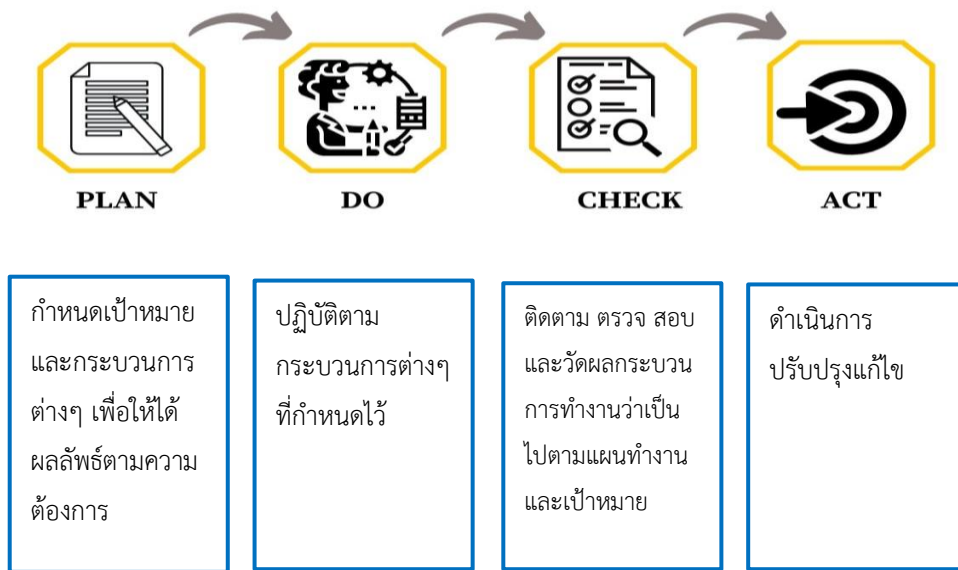 PLAN
DO
CHECK
ACT
กำหนดเป้าหมาย
และกระบวนการ
ต่างๆ เพื่อให้ได้
ผลลัพธ์ตามความ
ต้องการ
ปฏิบัติตาม
กระบวนการต่างๆ
ที่กำหนดไว้
ติดตาม ตรวจ สอบ
และวัดผลกระบวน
การทำงานว่าเป็น
ไปตามแผนทำงาน
และเป้าหมาย
ดำเนินการ
ปรับปรุงแก้ไข